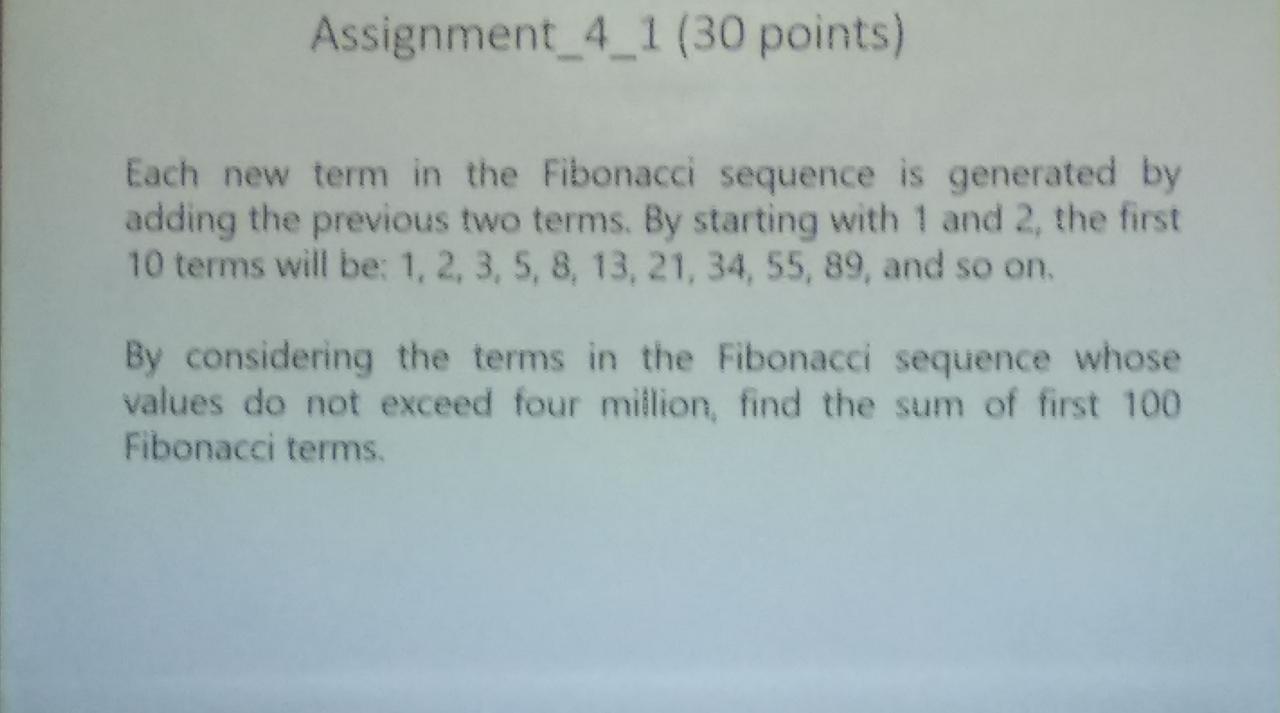 Assignment_4_1 (30 points)
Each new term in the Fibonacci sequence is generated by
adding the previous two terms. By starting with 1 and 2, the first
10 terms will be: 1, 2, 3, 5, 8, 13, 21, 34, 55, 89, and so on.
By considering the terms in the Fibonacci sequence whose
values do not exceed four million, find the sum of first 100
Fibonacci terms.